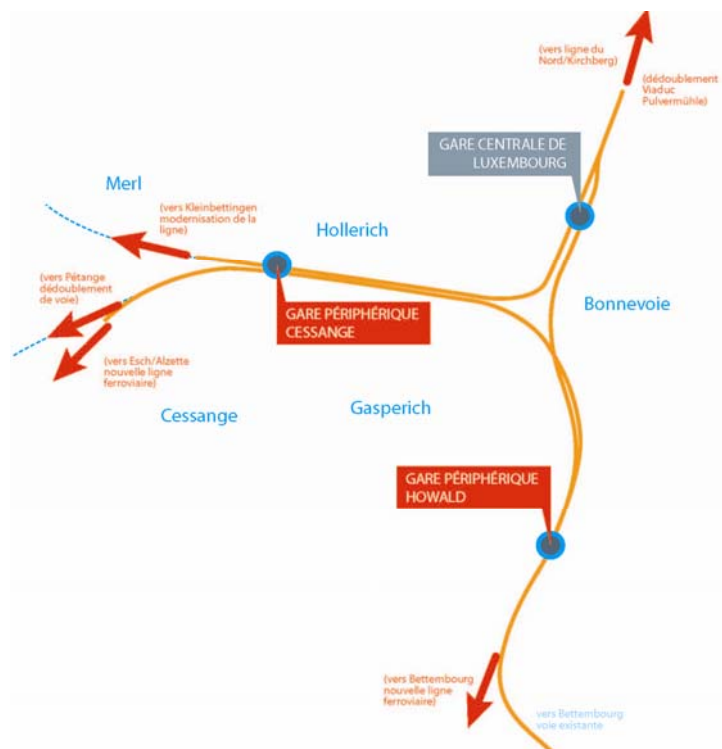 (vers ligne du
Nord/Kirchberg)
(dédoublement
Viaduc
Pulvermühle)
GARE CENTRALE DE
LUXEMBOURG
Merl
(vers Kleinbettingen
modernisation de la
ligne)
Hollerich
(vers Pétange
dédoublement
de voie)
GARE PÉRIPHÉRIQUE
CESSANGE
Bonnevoie
(vers Esch/Alzette
nouvelle ligne
ferroviaire)
Cessange
Gasperich
GARE PÉRIPHÉRIQUE
HOWALD
(vers Bettembourg
nouvelle ligne
ferroviaire)
vers Bettembourg
voie existante